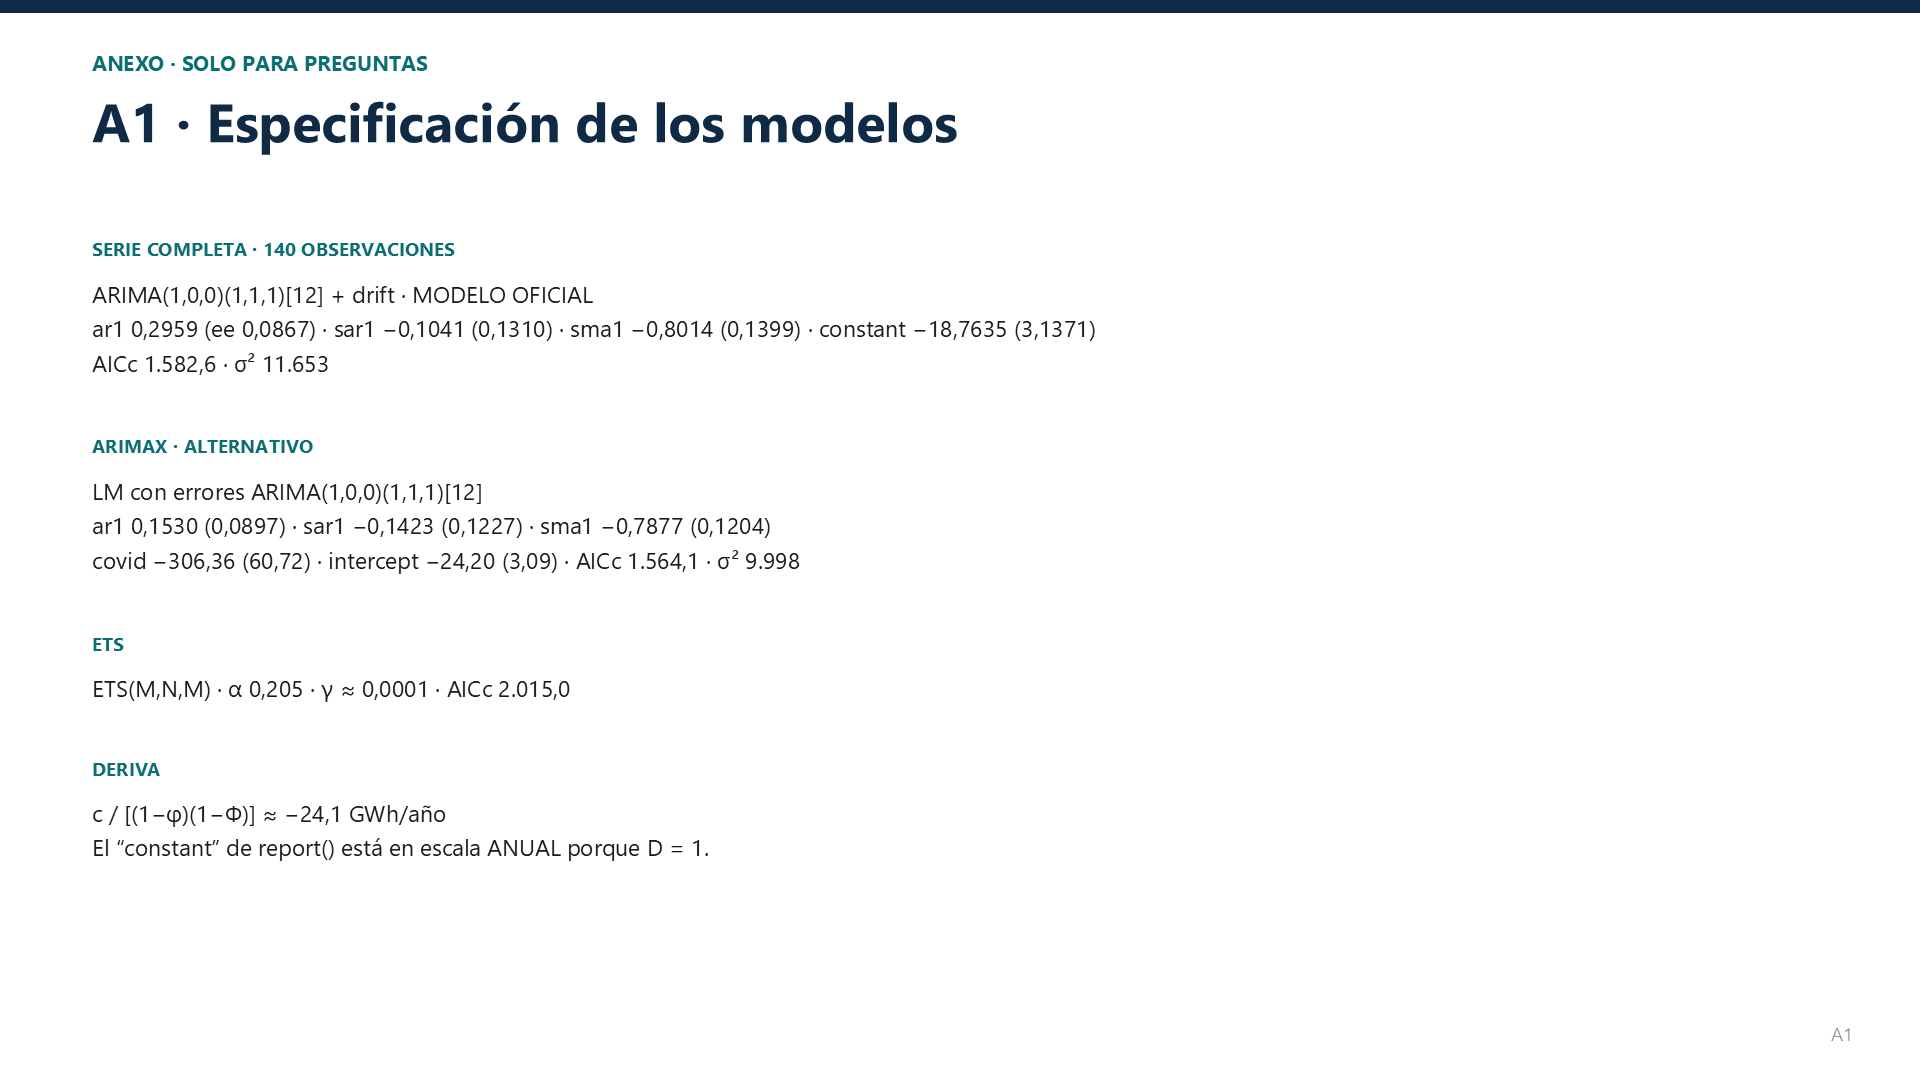 ANEXO · SOLO PARA PREGUNTAS
A1 · Especificación de los modelos
SERIE COMPLETA · 140 OBSERVACIONES
ARIMA(1,0,0)(1,1,1)[12] + drift · MODELO OFICIAL
ar1 0,2959 (ee 0,0867) · sar1 −0,1041 (0,1310) · sma1 −0,8014 (0,1399) · constant −18,7635 (3,1371)
AICc 1.582,6 · σ² 11.653
ARIMAX · ALTERNATIVO
LM con errores ARIMA(1,0,0)(1,1,1)[12]
ar1 0,1530 (0,0897) · sar1 −0,1423 (0,1227) · sma1 −0,7877 (0,1204)
covid −306,36 (60,72) · intercept −24,20 (3,09) · AICc 1.564,1 · σ² 9.998
ETS
ETS(M,N,M) · α 0,205 · γ ≈ 0,0001 · AICc 2.015,0
DERIVA
c / [(1−φ)(1−Φ)] ≈ −24,1 GWh/año
El “constant” de report() está en escala ANUAL porque D = 1.
A1